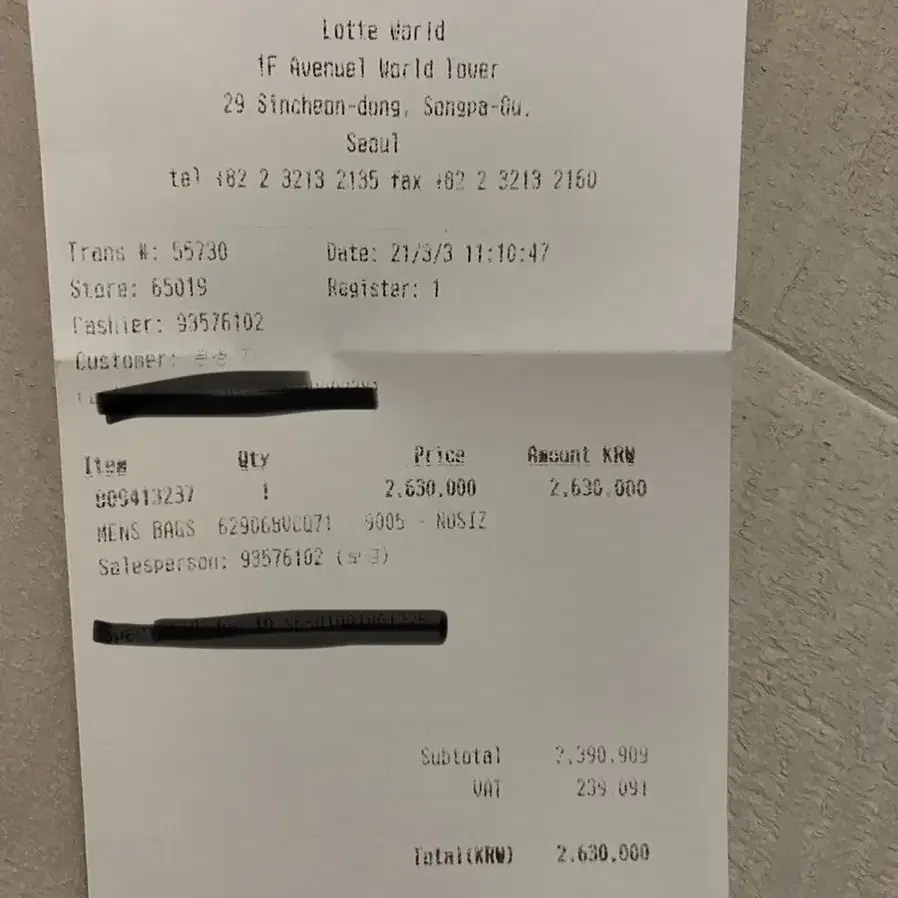 Lotte World
1F Avenuel World Tower
29 Sincheon-dong, Songpa-Gu.
Seoul
tel +82 2 3213 2135 fax +82 2 3213 2160
Trans #: 55730 Date: 21/3/3 11:10:47
Store: 65019 Register: 1
Cashier: 93576102
Customer:
Item Qty Price Amount KRW
009413237 1 2,630,000 2,630,000
MENS BAGS 9005 - NOSIZ
Salesperson: 93576102
Subtotal 2,390,909
VAT 239,091
Total(KRW) 2,630,000